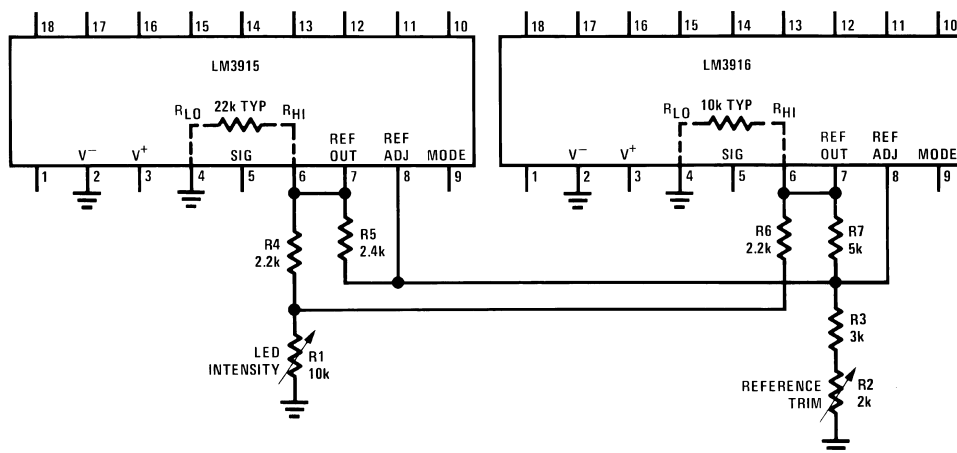 18 17 16 15 14 13 12 11 10
18 17 16 15 14 13 12 11 10
LM3915
LM3916
RLO 22k TYP RHI
RLO 10k TYP RHI
V− V+ SIG REF OUT REF ADJ MODE
V− V+ SIG REF OUT REF ADJ MODE
1 2 3 4 5 6 7 8 9
1 2 3 4 5 6 7 8 9
R4
2.2k
R5
2.4k
R6
2.2k
R7
5k
LED
INTENSITY
R1
10k
R3
3k
REFERENCE
TRIM
R2
2k